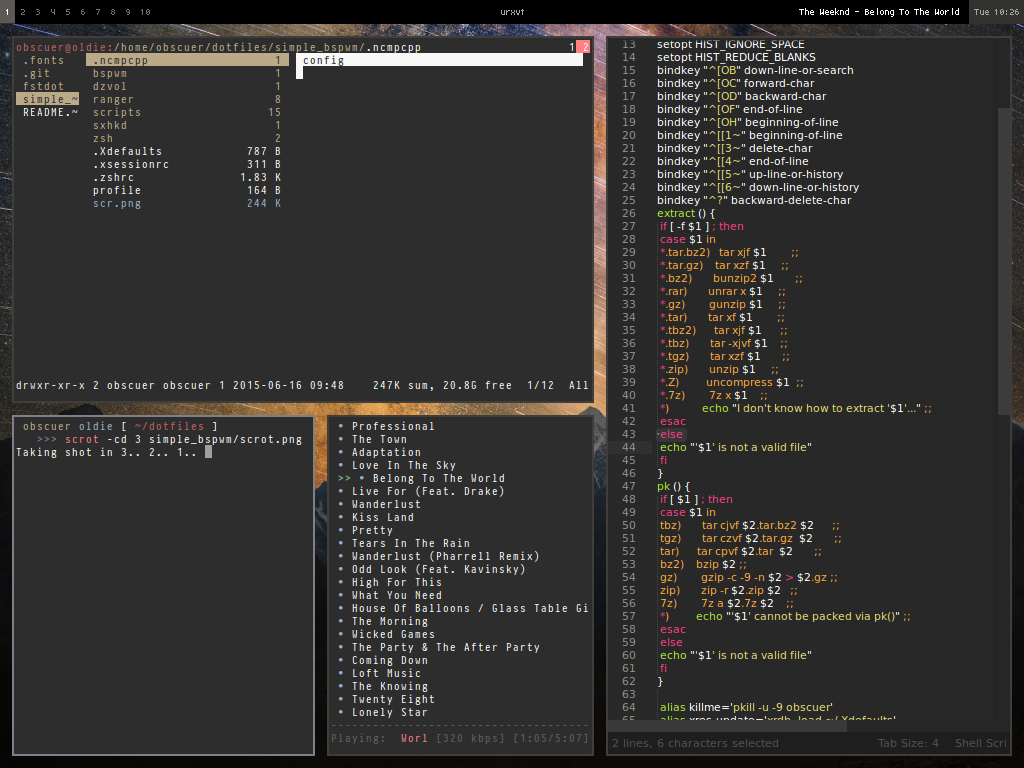 1 2 3 4 5 6 7 8 9 10
urxvt
The Weeknd - Belong To The World
Tue 10:26
obscuer@oldie:/home/obscuer/dotfiles/simple_bspwm/.ncmpcpp 1 2
.fonts .ncmpcpp 1 config
.git bspwm 1
fstdot dzvol 1
simple_~ ranger 8
README.~ scripts 15
sxhkd 1
zsh 2
.Xdefaults 787 B
.xsessionrc 311 B
.zshrc 1.83 K
profile 164 B
scr.png 244 K
drwxr-xr-x 2 obscuer obscuer 1 2015-06-16 09:48 247K sum, 20.8G free 1/12 All
obscuer oldie [ ~/dotfiles ]
>>> scrot -cd 3 simple_bspwm/scrot.png
Taking shot in 3.. 2.. 1..
• Professional
• The Town
• Adaptation
• Love In The Sky
>> • Belong To The World
• Live For (Feat. Drake)
• Wanderlust
• Kiss Land
• Pretty
• Tears In The Rain
• Wanderlust (Pharrell Remix)
• Odd Look (Feat. Kavinsky)
• High For This
• What You Need
• House Of Balloons / Glass Table Gi
• The Morning
• Wicked Games
• The Party & The After Party
• Coming Down
• Loft Music
• The Knowing
• Twenty Eight
• Lonely Star
Playing: Worl [320 kbps] [1:05/5:07]
13 setopt HIST_IGNORE_SPACE
14 setopt HIST_REDUCE_BLANKS
15 bindkey "^[OB" down-line-or-search
16 bindkey "^[OC" forward-char
17 bindkey "^[OD" backward-char
18 bindkey "^[OF" end-of-line
19 bindkey "^[OH" beginning-of-line
20 bindkey "^[[1~" beginning-of-line
21 bindkey "^[[3~" delete-char
22 bindkey "^[[4~" end-of-line
23 bindkey "^[[5~" up-line-or-history
24 bindkey "^[[6~" down-line-or-history
25 bindkey "^?" backward-delete-char
26 extract () {
27 if [ -f $1 ] ; then
28 case $1 in
29 *.tar.bz2) tar xjf $1 ;;
30 *.tar.gz) tar xzf $1 ;;
31 *.bz2) bunzip2 $1 ;;
32 *.rar) unrar x $1 ;;
33 *.gz) gunzip $1 ;;
34 *.tar) tar xf $1 ;;
35 *.tbz2) tar xjf $1 ;;
36 *.tbz) tar -xjvf $1 ;;
37 *.tgz) tar xzf $1 ;;
38 *.zip) unzip $1 ;;
39 *.Z) uncompress $1 ;;
40 *.7z) 7z x $1 ;;
41 *) echo "I don't know how to extract '$1'..." ;;
42 esac
43 else
44 echo "'$1' is not a valid file"
45 fi
46 }
47 pk () {
48 if [ $1 ] ; then
49 case $1 in
50 tbz) tar cjvf $2.tar.bz2 $2 ;;
51 tgz) tar czvf $2.tar.gz $2 ;;
52 tar) tar cpvf $2.tar $2 ;;
53 bz2) bzip $2 ;;
54 gz) gzip -c -9 -n $2 > $2.gz ;;
55 zip) zip -r $2.zip $2 ;;
56 7z) 7z a $2.7z $2 ;;
57 *) echo "'$1' cannot be packed via pk()" ;;
58 esac
59 else
60 echo "'$1' is not a valid file"
61 fi
62 }
63
64 alias killme='pkill -u -9 obscuer'
65 alias xres-update='xrdb -load ~/.Xdefaults'
2 lines, 6 characters selected Tab Size: 4 Shell Scri